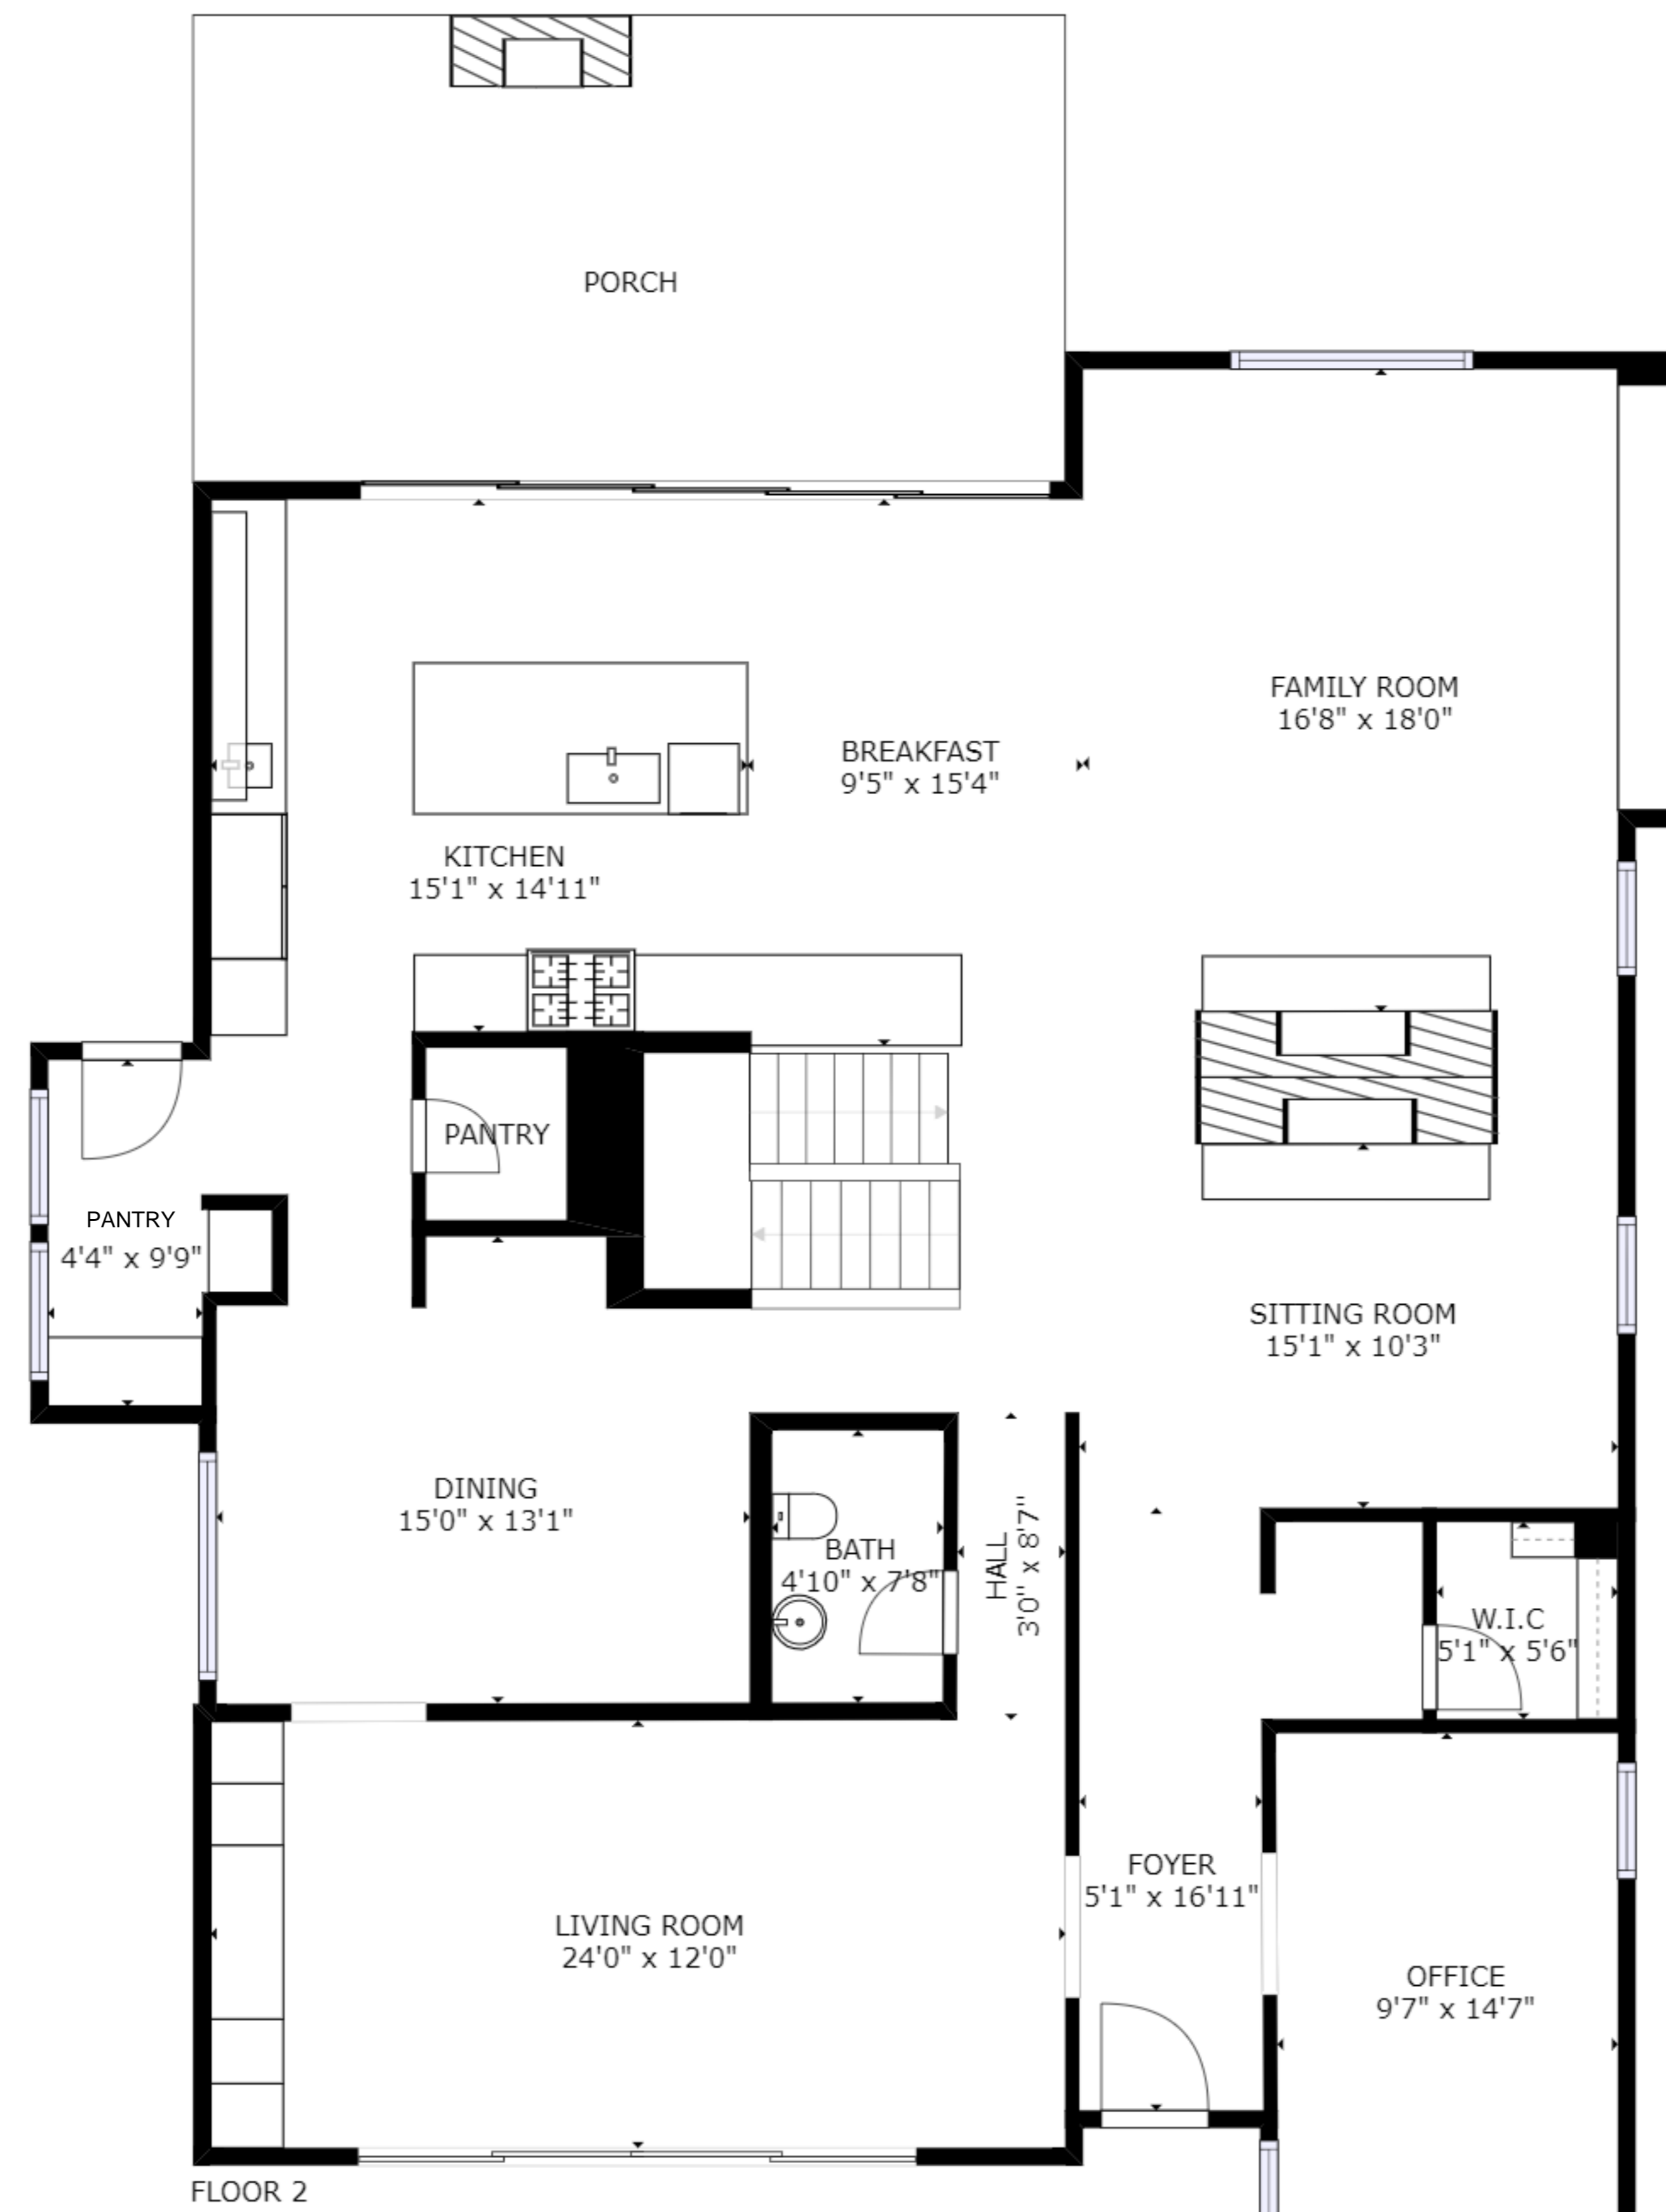 PORCH
FAMILY ROOM
16'8" x 18'0"
BREAKFAST
9'5" x 15'4"
KITCHEN
15'1" x 14'11"
PANTRY
PANTRY
4'4" x 9'9"
SITTING ROOM
15'1" x 10'3"
DINING
15'0" x 13'1"
BATH
4'10" x 7'8"
HALL
3'0" x 8'7"
W.I.C
5'1" x 5'6"
FOYER
5'1" x 16'11"
LIVING ROOM
24'0" x 12'0"
OFFICE
9'7" x 14'7"
FLOOR 2